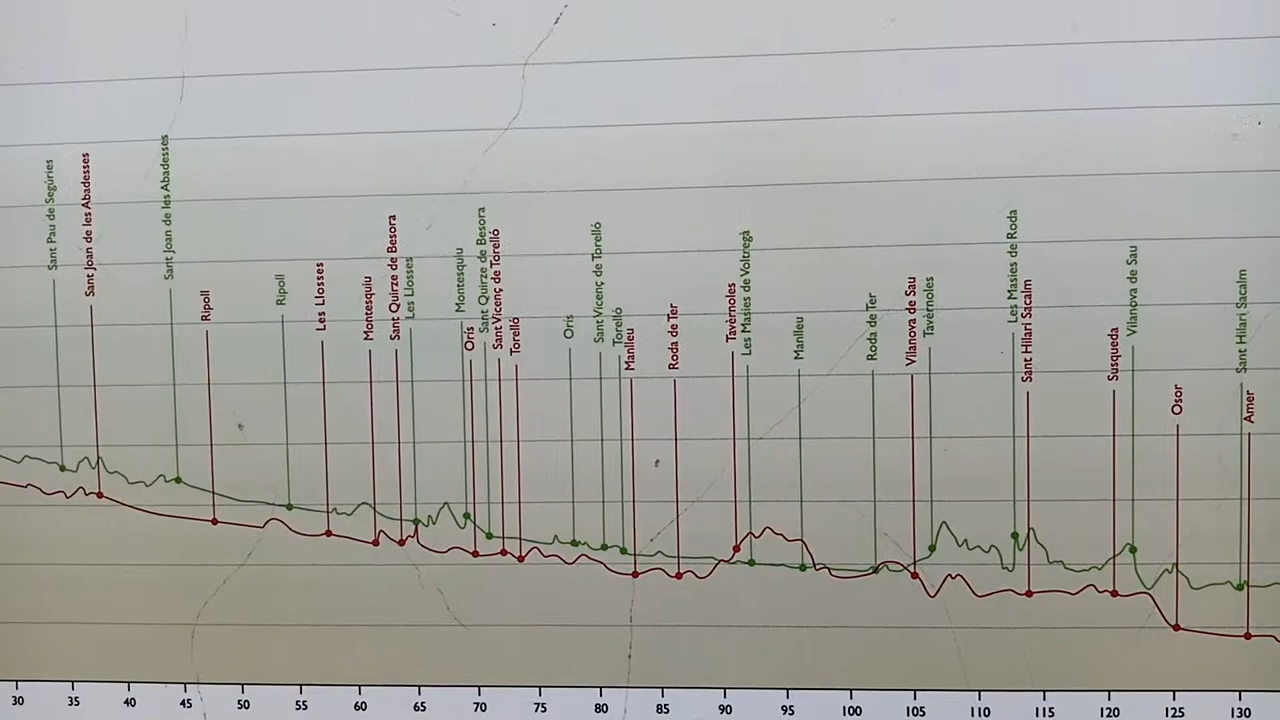 Sant Pau de Segúries
Sant Joan de les Abadesses
Sant Joan de les Abadesses
Ripoll
Ripoll
Les Llosses
Montesquiu
Sant Quirze de Besora
Les Llosses
Montesquiu
Orís
Sant Quirze de Besora
Sant Vicenç de Torelló
Torelló
Orís
Sant Vicenç de Torelló
Torelló
Manlleu
Roda de Ter
Tavèrnoles
Les Masies de Voltregà
Manlleu
Roda de Ter
Vilanova de Sau
Tavèrnoles
Les Masies de Roda
Sant Hilari Sacalm
Susqueda
Vilanova de Sau
Osor
Sant Hilari Sacalm
Amer
30 35 40 45 50 55 60 65 70 75 80 85 90 95 100 105 110 115 120 125 130